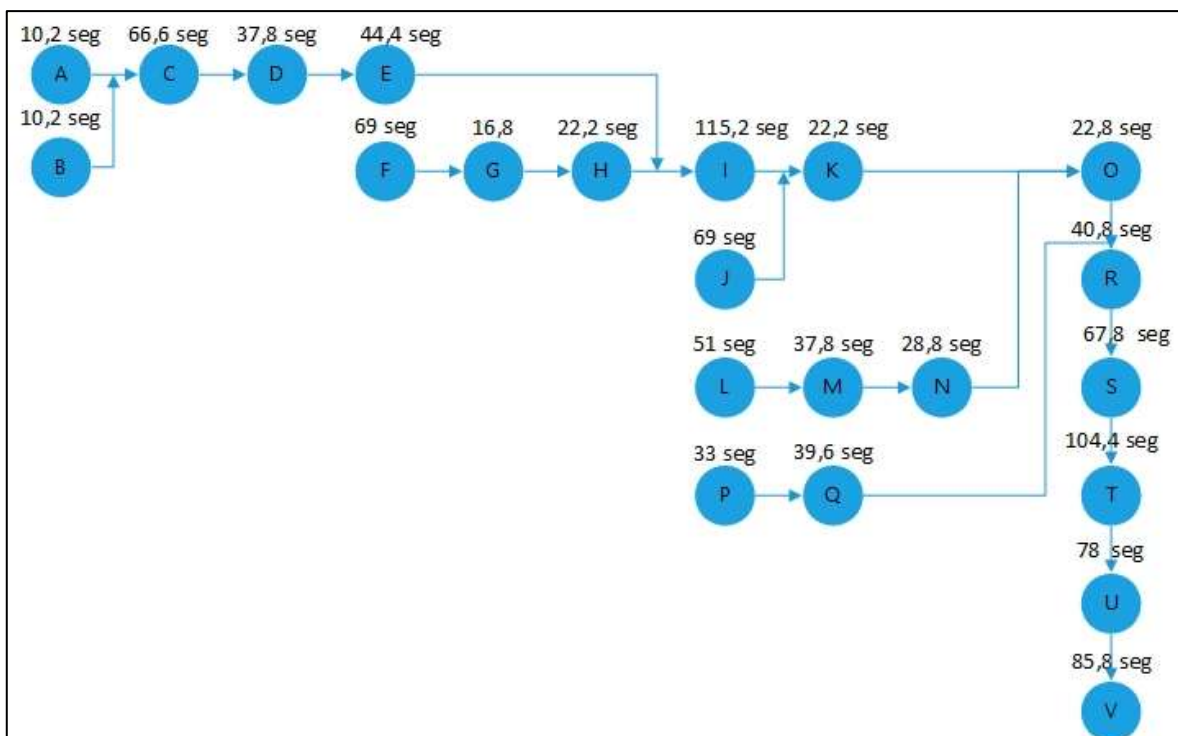 10,2 seg 66,6 seg 37,8 seg 44,4 seg
A C D E
10,2 seg
B
69 seg 16,8 22,2 seg 115,2 seg 22,2 seg 22,8 seg
F G H I K O
69 seg 40,8 seg
J R
51 seg 37,8 seg 28,8 seg 67,8 seg
L M N S
33 seg 39,6 seg 104,4 seg
P Q T
78 seg
U
85,8 seg
V